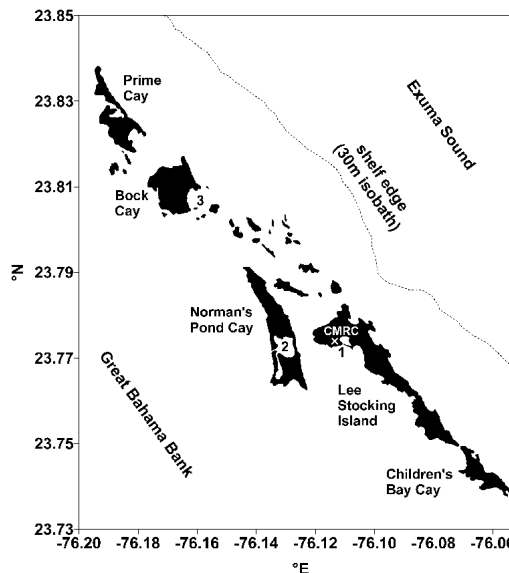 23.85
23.83
23.81
23.79
23.77
23.75
23.73
°N
-76.20
-76.18
-76.16
-76.14
-76.12
-76.10
-76.08
-76.06
°E
Prime
Cay
Exuma Sound
shelf edge
(30m isobath)
Bock
Cay
3
Norman's
Pond Cay
CMRC
×
1
2
Great Bahama Bank
Lee
Stocking
Island
Children's
Bay Cay